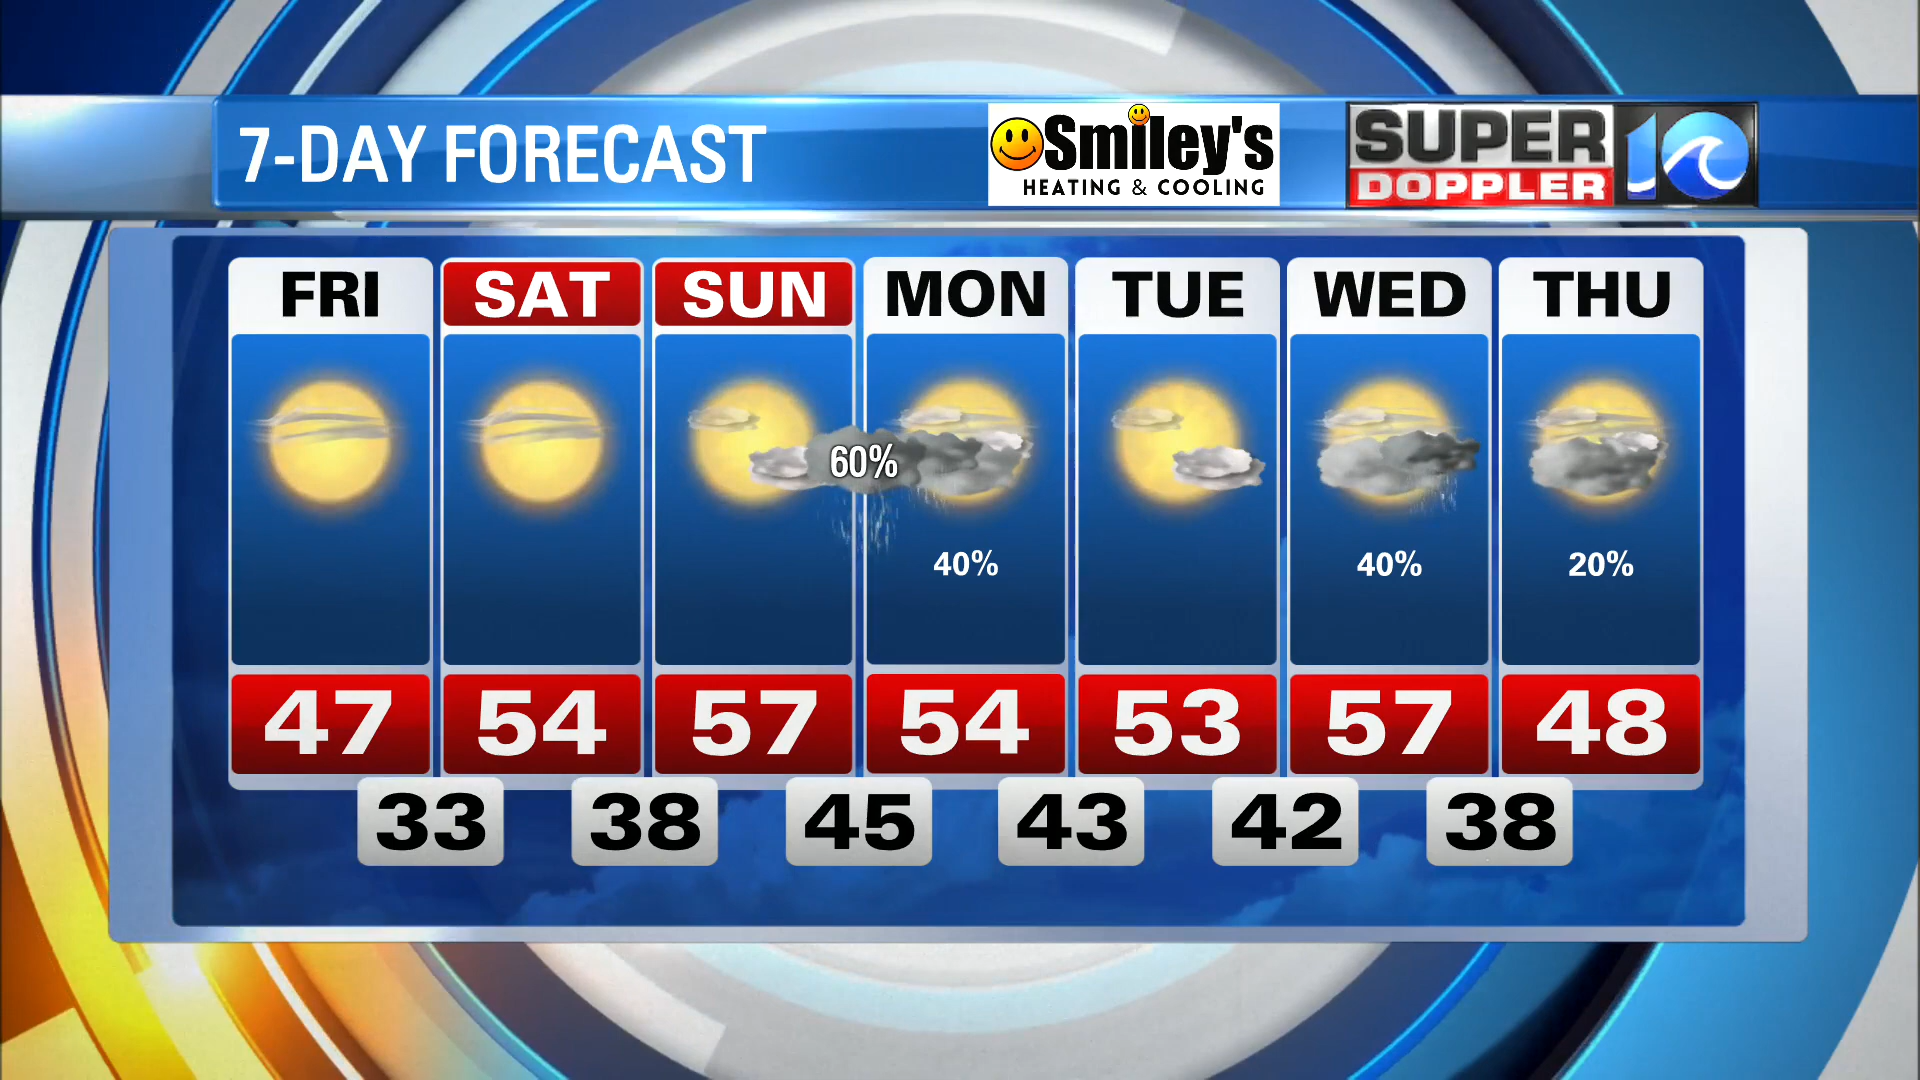 7-DAY FORECAST
Smiley's
HEATING & COOLING
SUPER
DOPPLER
10
FRI SAT SUN MON TUE WED THU
60%
40% 40% 20%
47 54 57 54 53 57 48
33 38 45 43 42 38